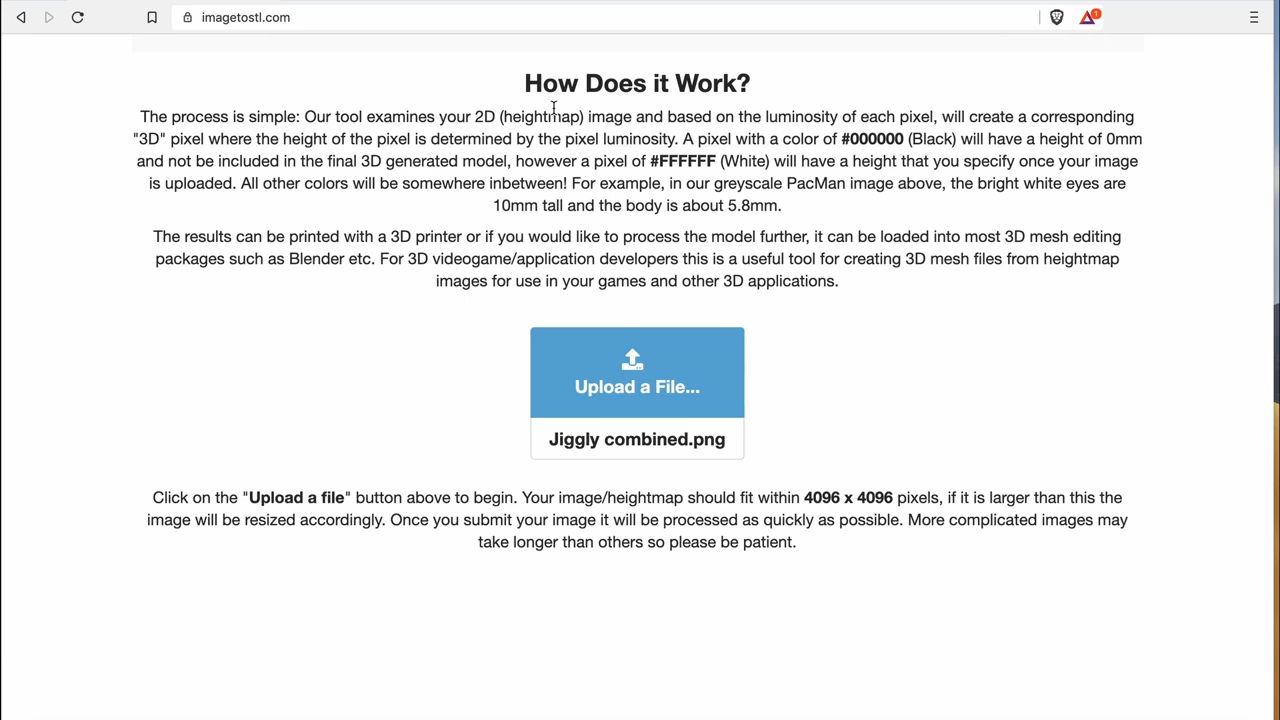 imagetostl.com
1
How Does it Work?
The process is simple: Our tool examines your 2D (heightmap) image and based on the luminosity of each pixel, will create a corresponding
"3D" pixel where the height of the pixel is determined by the pixel luminosity. A pixel with a color of #000000 (Black) will have a height of 0mm
and not be included in the final 3D generated model, however a pixel of #FFFFFF (White) will have a height that you specify once your image
is uploaded. All other colors will be somewhere inbetween! For example, in our greyscale PacMan image above, the bright white eyes are
10mm tall and the body is about 5.8mm.
The results can be printed with a 3D printer or if you would like to process the model further, it can be loaded into most 3D mesh editing
packages such as Blender etc. For 3D videogame/application developers this is a useful tool for creating 3D mesh files from heightmap
images for use in your games and other 3D applications.
Upload a File...
Jiggly combined.png
Click on the "Upload a file" button above to begin. Your image/heightmap should fit within 4096 x 4096 pixels, if it is larger than this the
image will be resized accordingly. Once you submit your image it will be processed as quickly as possible. More complicated images may
take longer than others so please be patient.